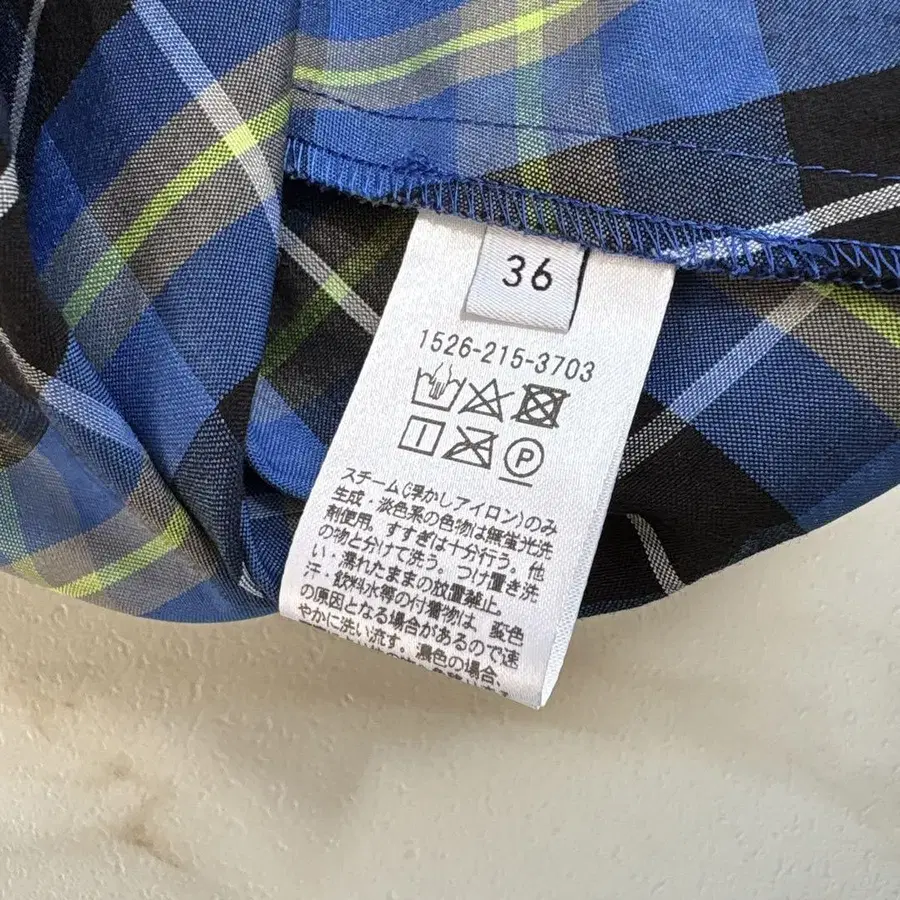 36
1526-215-3703
P
スチーム(浮かしアイロン)のみ
生成・淡色系の色物は無蛍光洗
剤使用。すすぎは十分行う。他
の物と分けて洗う。つけ置き洗
い・濡れたままの放置禁止。
汗・飲料水等の付着物は、変色
の原因となる場合があるので速
やかに洗い流す。濃色の場合、